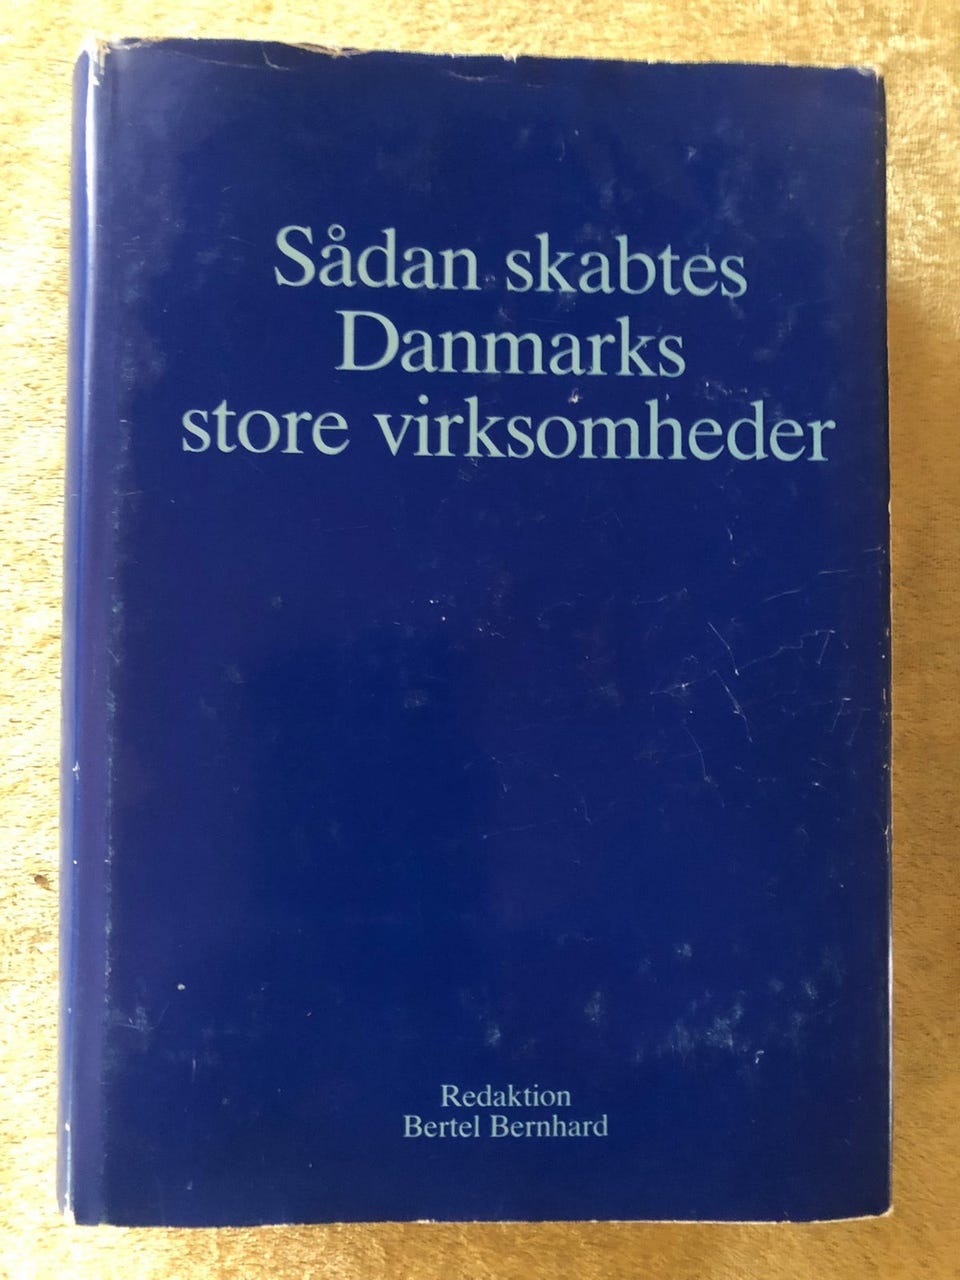 Sådan skabtes
Danmarks
store virksomheder
Redaktion
Bertel Bernhard